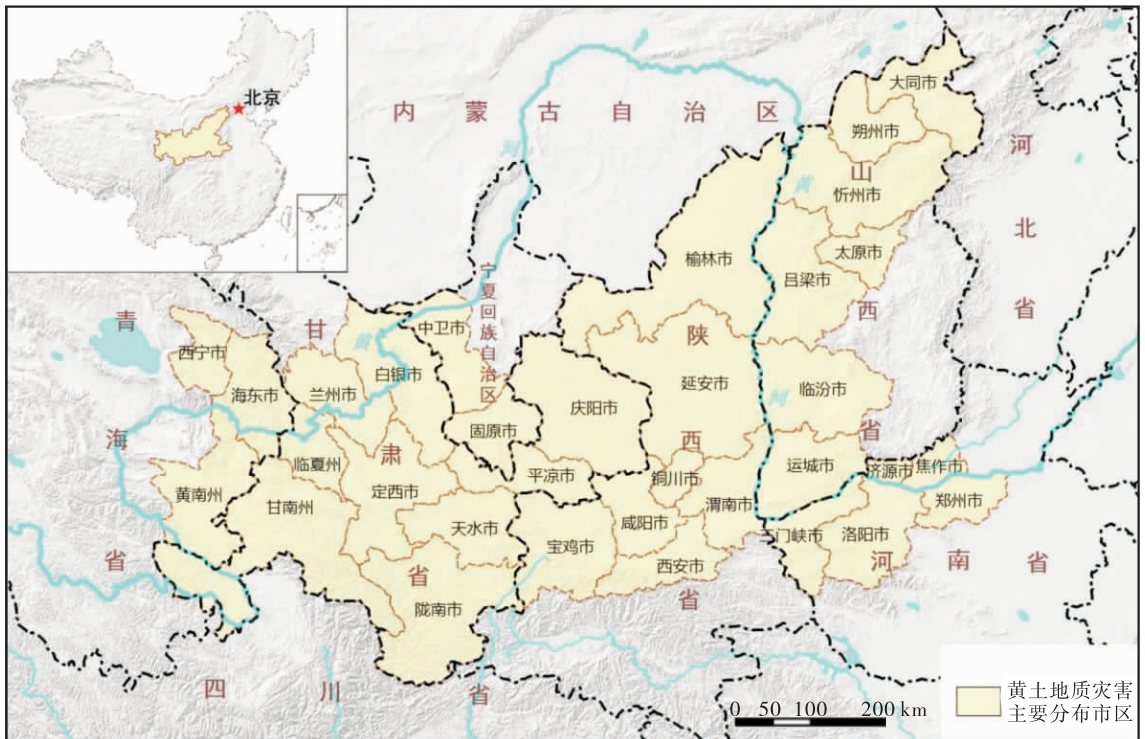 北京
内蒙古自治区
大同市
朔州市
山
忻州市
河
北
省
黄
河
太原市
榆林市
吕梁市
西
宁夏回族自治区
青
甘
中卫市
陕
黄
西宁市
海东市
兰州市
白银市
延安市
临汾市
河
庆阳市
海
固原市
西
省
肃
临夏州
平凉市
铜川市
运城市
济源市
焦作市
黄南州
甘南州
定西市
渭南市
郑州市
天水市
咸阳市
三门峡市
洛阳市
宝鸡市
西安市
河南省
省
省
陇南市
省
四川省
0 50 100 200 km
黄土地质灾害
主要分布市区